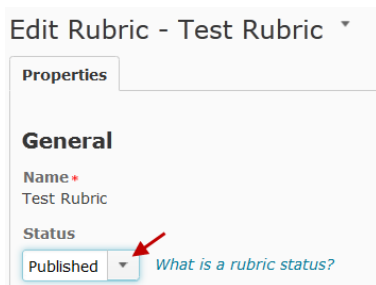 Edit Rubric - Test Rubric
Properties
General
Name*
Test Rubric
Status
Published What is a rubric status?